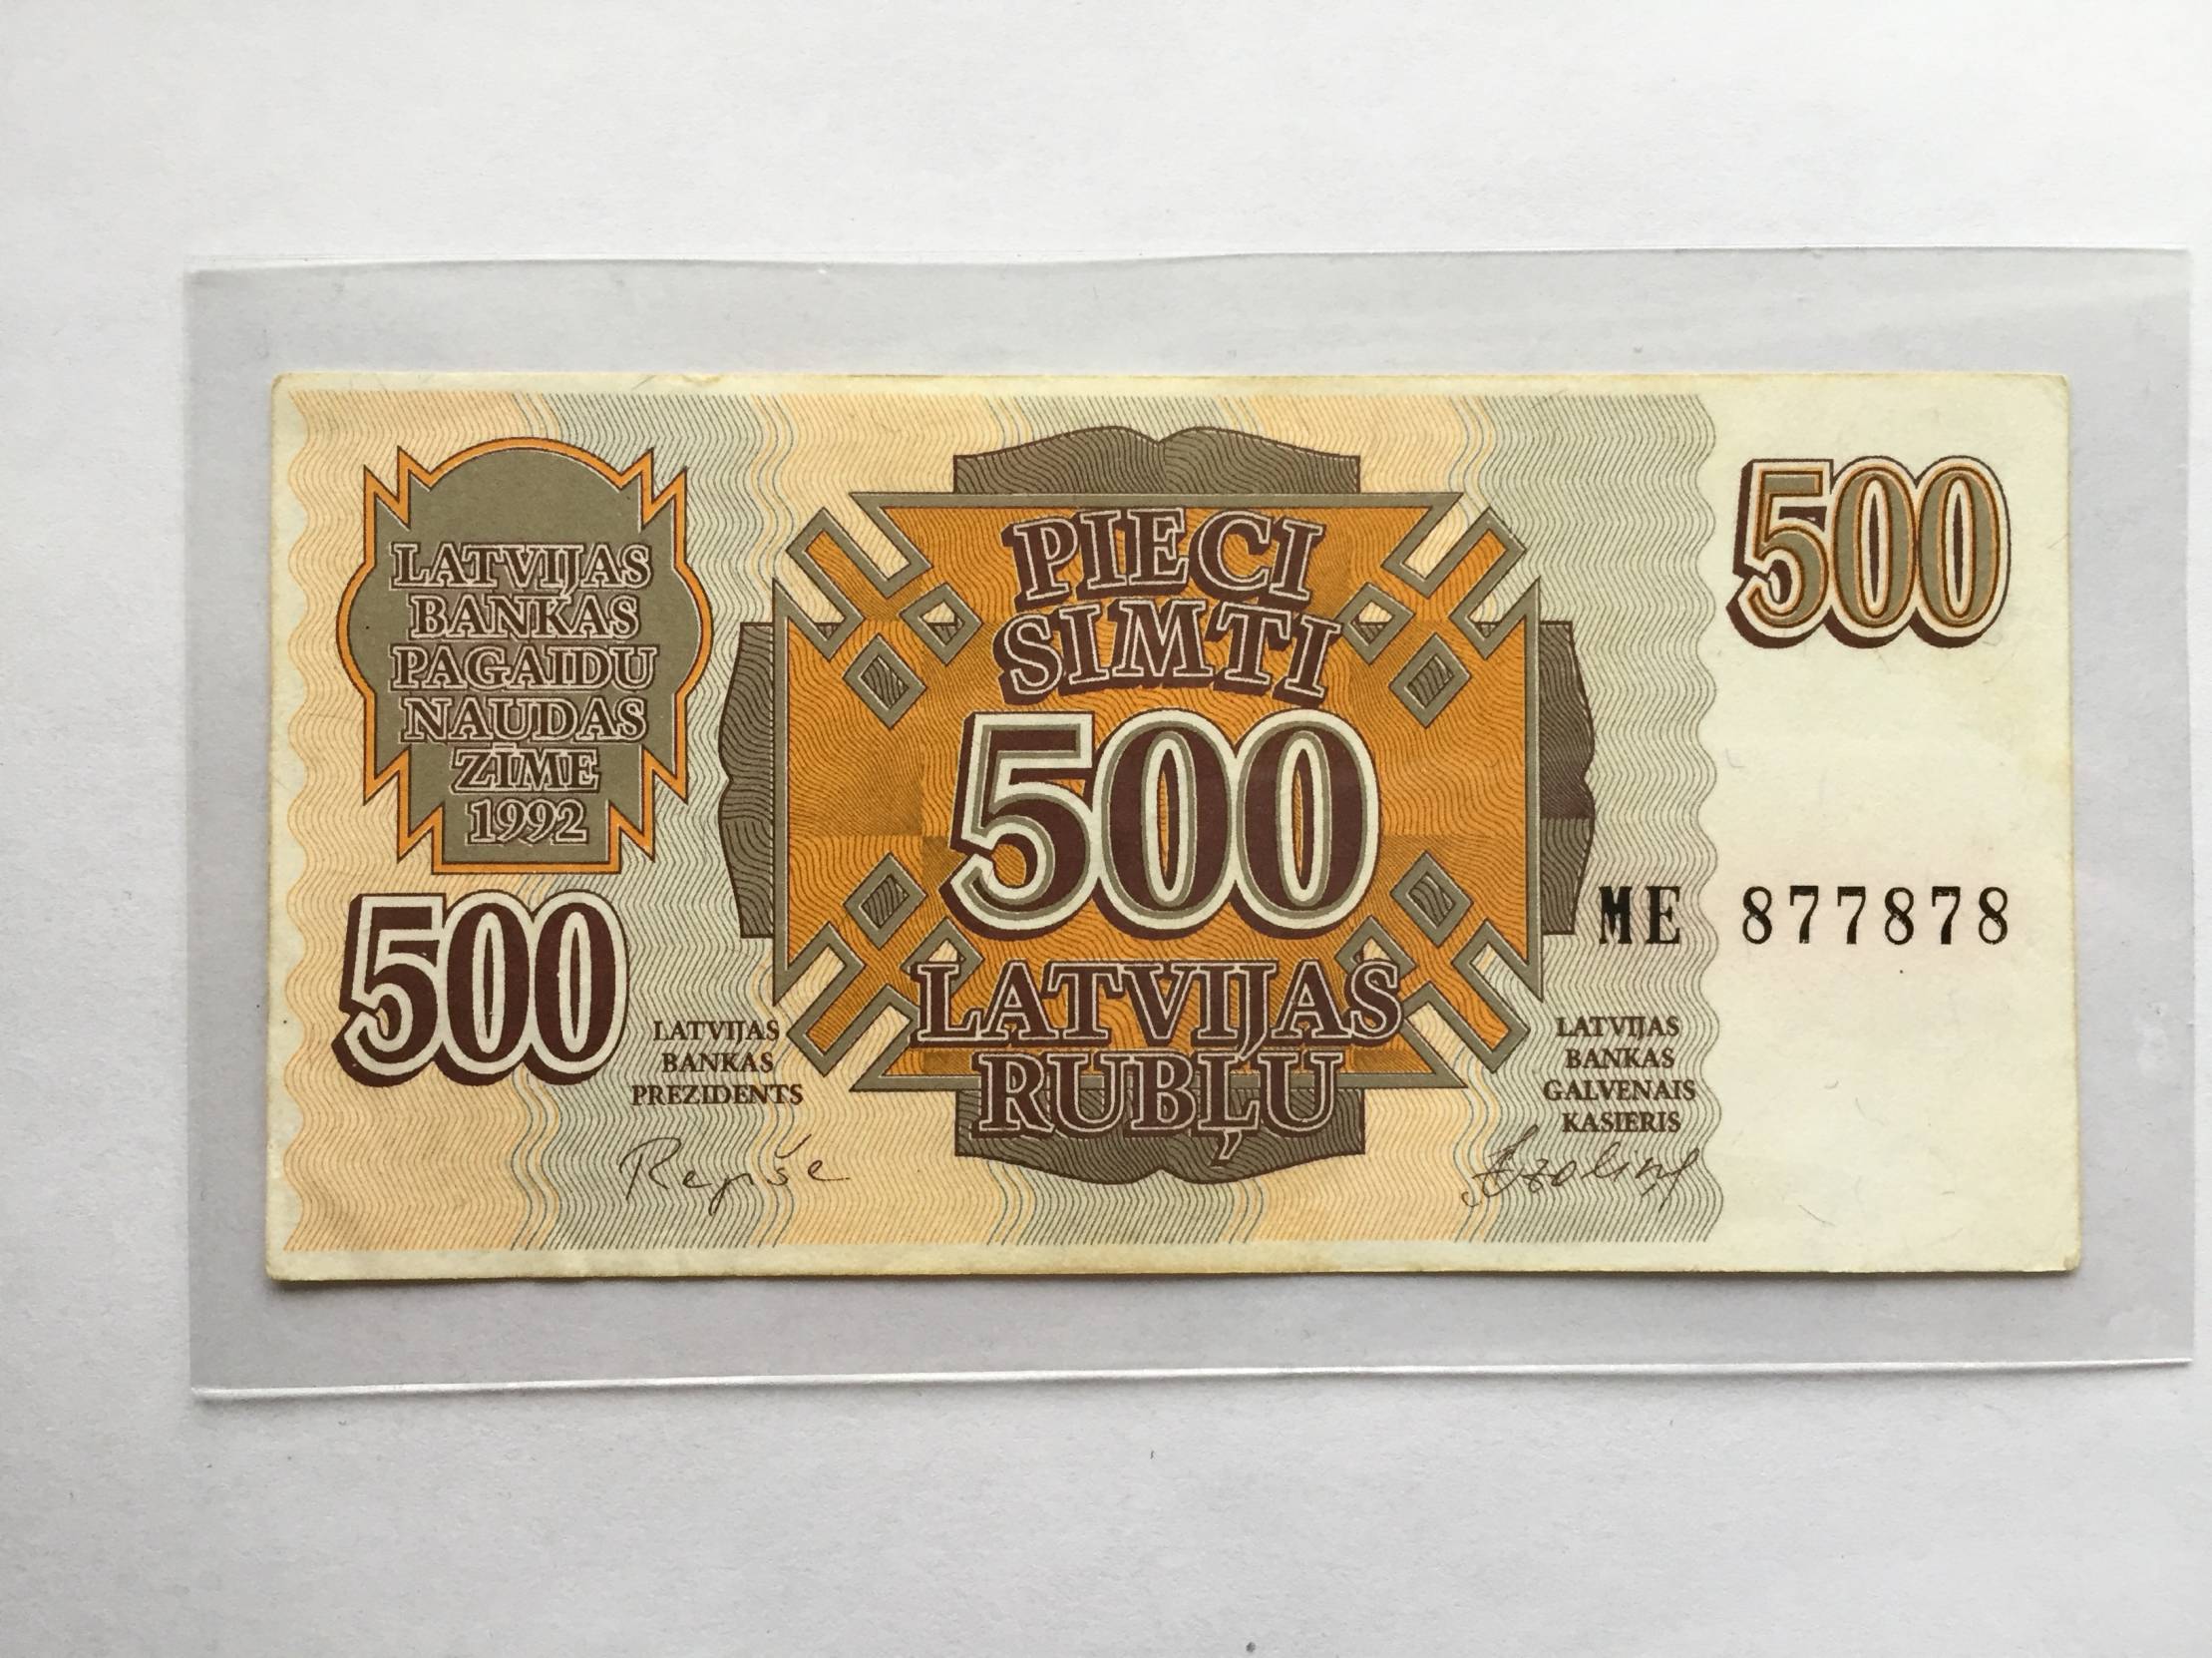 LATVIJAS
BANKAS
PAGAIDU
NAUDAS
ZĪME
1992
500
PIECI
SIMTI
500
LATVIJAS
RUBĻU
500
ME 877878
LATVIJAS
BANKAS
PREZIDENTS
Repše
LATVIJAS
BANKAS
GALVENAIS
KASIERIS